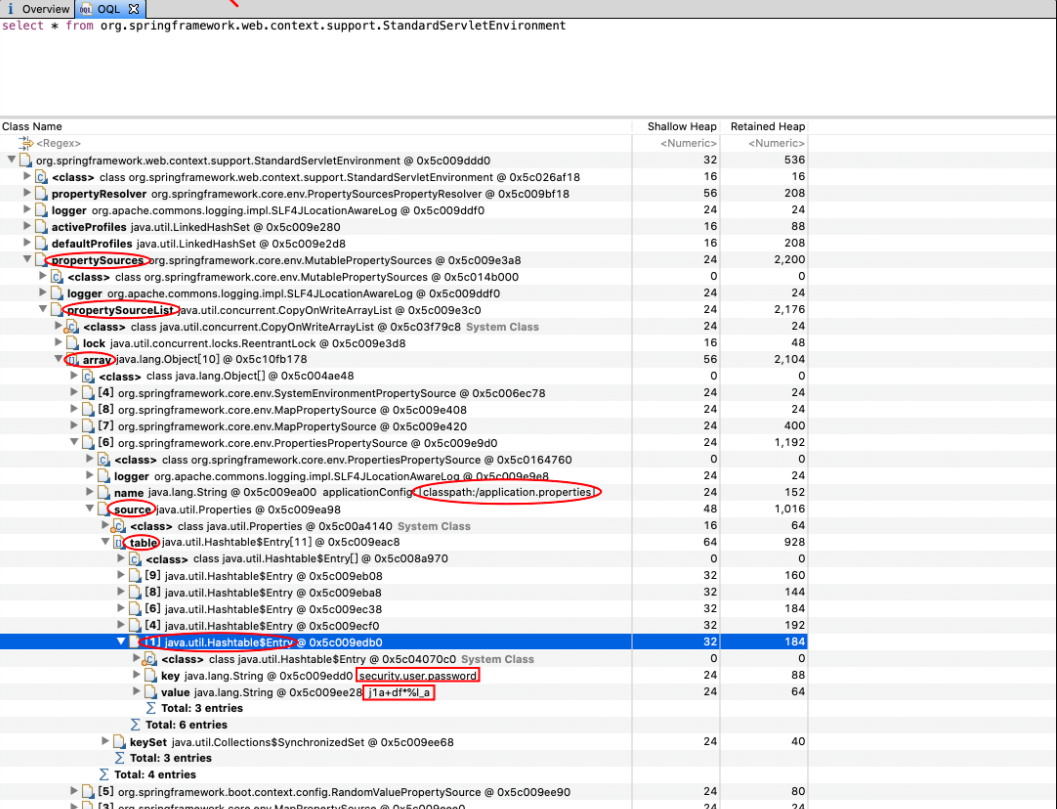 Overview OQL
select * from org.springframework.web.context.support.StandardServletEnvironment
Class Name Shallow Heap Retained Heap
<Regex> <Numeric> <Numeric>
org.springframework.web.context.support.StandardServletEnvironment @ 0x5c009ddd0 32 536
<class> class org.springframework.web.context.support.StandardServletEnvironment @ 0x5c026af18 16 16
propertyResolver org.springframework.core.env.PropertySourcesPropertyResolver @ 0x5c009bf18 56 208
logger org.apache.commons.logging.impl.SLF4JLocationAwareLog @ 0x5c009ddf0 24 24
activeProfiles java.util.LinkedHashSet @ 0x5c009e280 16 88
defaultProfiles java.util.LinkedHashSet @ 0x5c009e2d8 16 208
propertySources org.springframework.core.env.MutablePropertySources @ 0x5c009e3a8 24 2,200
<class> class org.springframework.core.env.MutablePropertySources @ 0x5c014b000 0 0
logger org.apache.commons.logging.impl.SLF4JLocationAwareLog @ 0x5c009ddf0 24 24
propertySourceList java.util.concurrent.CopyOnWriteArrayList @ 0x5c009e3c0 24 2,176
<class> class java.util.concurrent.CopyOnWriteArrayList @ 0x5c03f79c8 System Class 24 24
lock java.util.concurrent.locks.ReentrantLock @ 0x5c009e3d8 16 48
array java.lang.Object[10] @ 0x5c10fb178 56 2,104
<class> class java.lang.Object[] @ 0x5c004ae48 0 0
[4] org.springframework.core.env.SystemEnvironmentPropertySource @ 0x5c006ec78 24 24
[8] org.springframework.core.env.MapPropertySource @ 0x5c009e408 24 24
[7] org.springframework.core.env.MapPropertySource @ 0x5c009e420 24 400
[6] org.springframework.core.env.PropertiesPropertySource @ 0x5c009e9d0 24 1,192
<class> class org.springframework.core.env.PropertiesPropertySource @ 0x5c0164760 0 0
logger org.apache.commons.logging.impl.SLF4JLocationAwareLog @ 0x5c009e9e8 24 24
name java.lang.String @ 0x5c009ea00 applicationConfig: [classpath:/application.properties] 24 152
source java.util.Properties @ 0x5c009ea98 48 1,016
<class> class java.util.Properties @ 0x5c00a4140 System Class 16 64
table java.util.Hashtable$Entry[11] @ 0x5c009eac8 64 928
<class> class java.util.Hashtable$Entry[] @ 0x5c008a970 0 0
[9] java.util.Hashtable$Entry @ 0x5c009eb08 32 160
[8] java.util.Hashtable$Entry @ 0x5c009eba8 32 144
[6] java.util.Hashtable$Entry @ 0x5c009ec38 32 184
[4] java.util.Hashtable$Entry @ 0x5c009ecf0 32 192
[1] java.util.Hashtable$Entry @ 0x5c009edb0 32 184
<class> class java.util.Hashtable$Entry @ 0x5c04070c0 System Class 0 0
key java.lang.String @ 0x5c009edd0 security.user.password 24 88
value java.lang.String @ 0x5c009ee28 j1a+df*%l_a 24 64
Total: 3 entries
Total: 6 entries
keySet java.util.Collections$SynchronizedSet @ 0x5c009ee68 24 40
Total: 3 entries
Total: 4 entries
[5] org.springframework.boot.context.config.RandomValuePropertySource @ 0x5c009ee90 24 80
[3] org.springframework.core.env.MapPropertySource 24 24